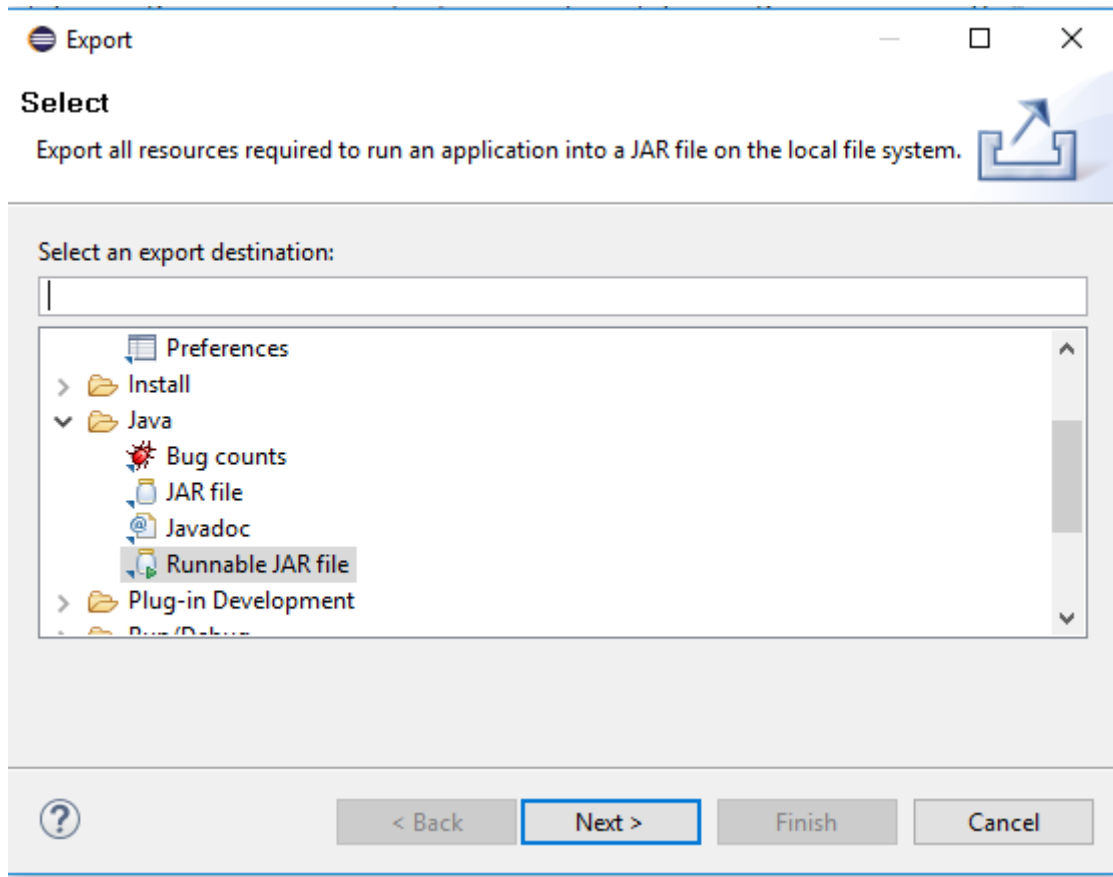 Export
Select
Export all resources required to run an application into a JAR file on the local file system.
Select an export destination:
Preferences
Install
Java
Bug counts
JAR file
Javadoc
Runnable JAR file
Plug-in Development
Run/Debug
?
< Back Next > Finish Cancel